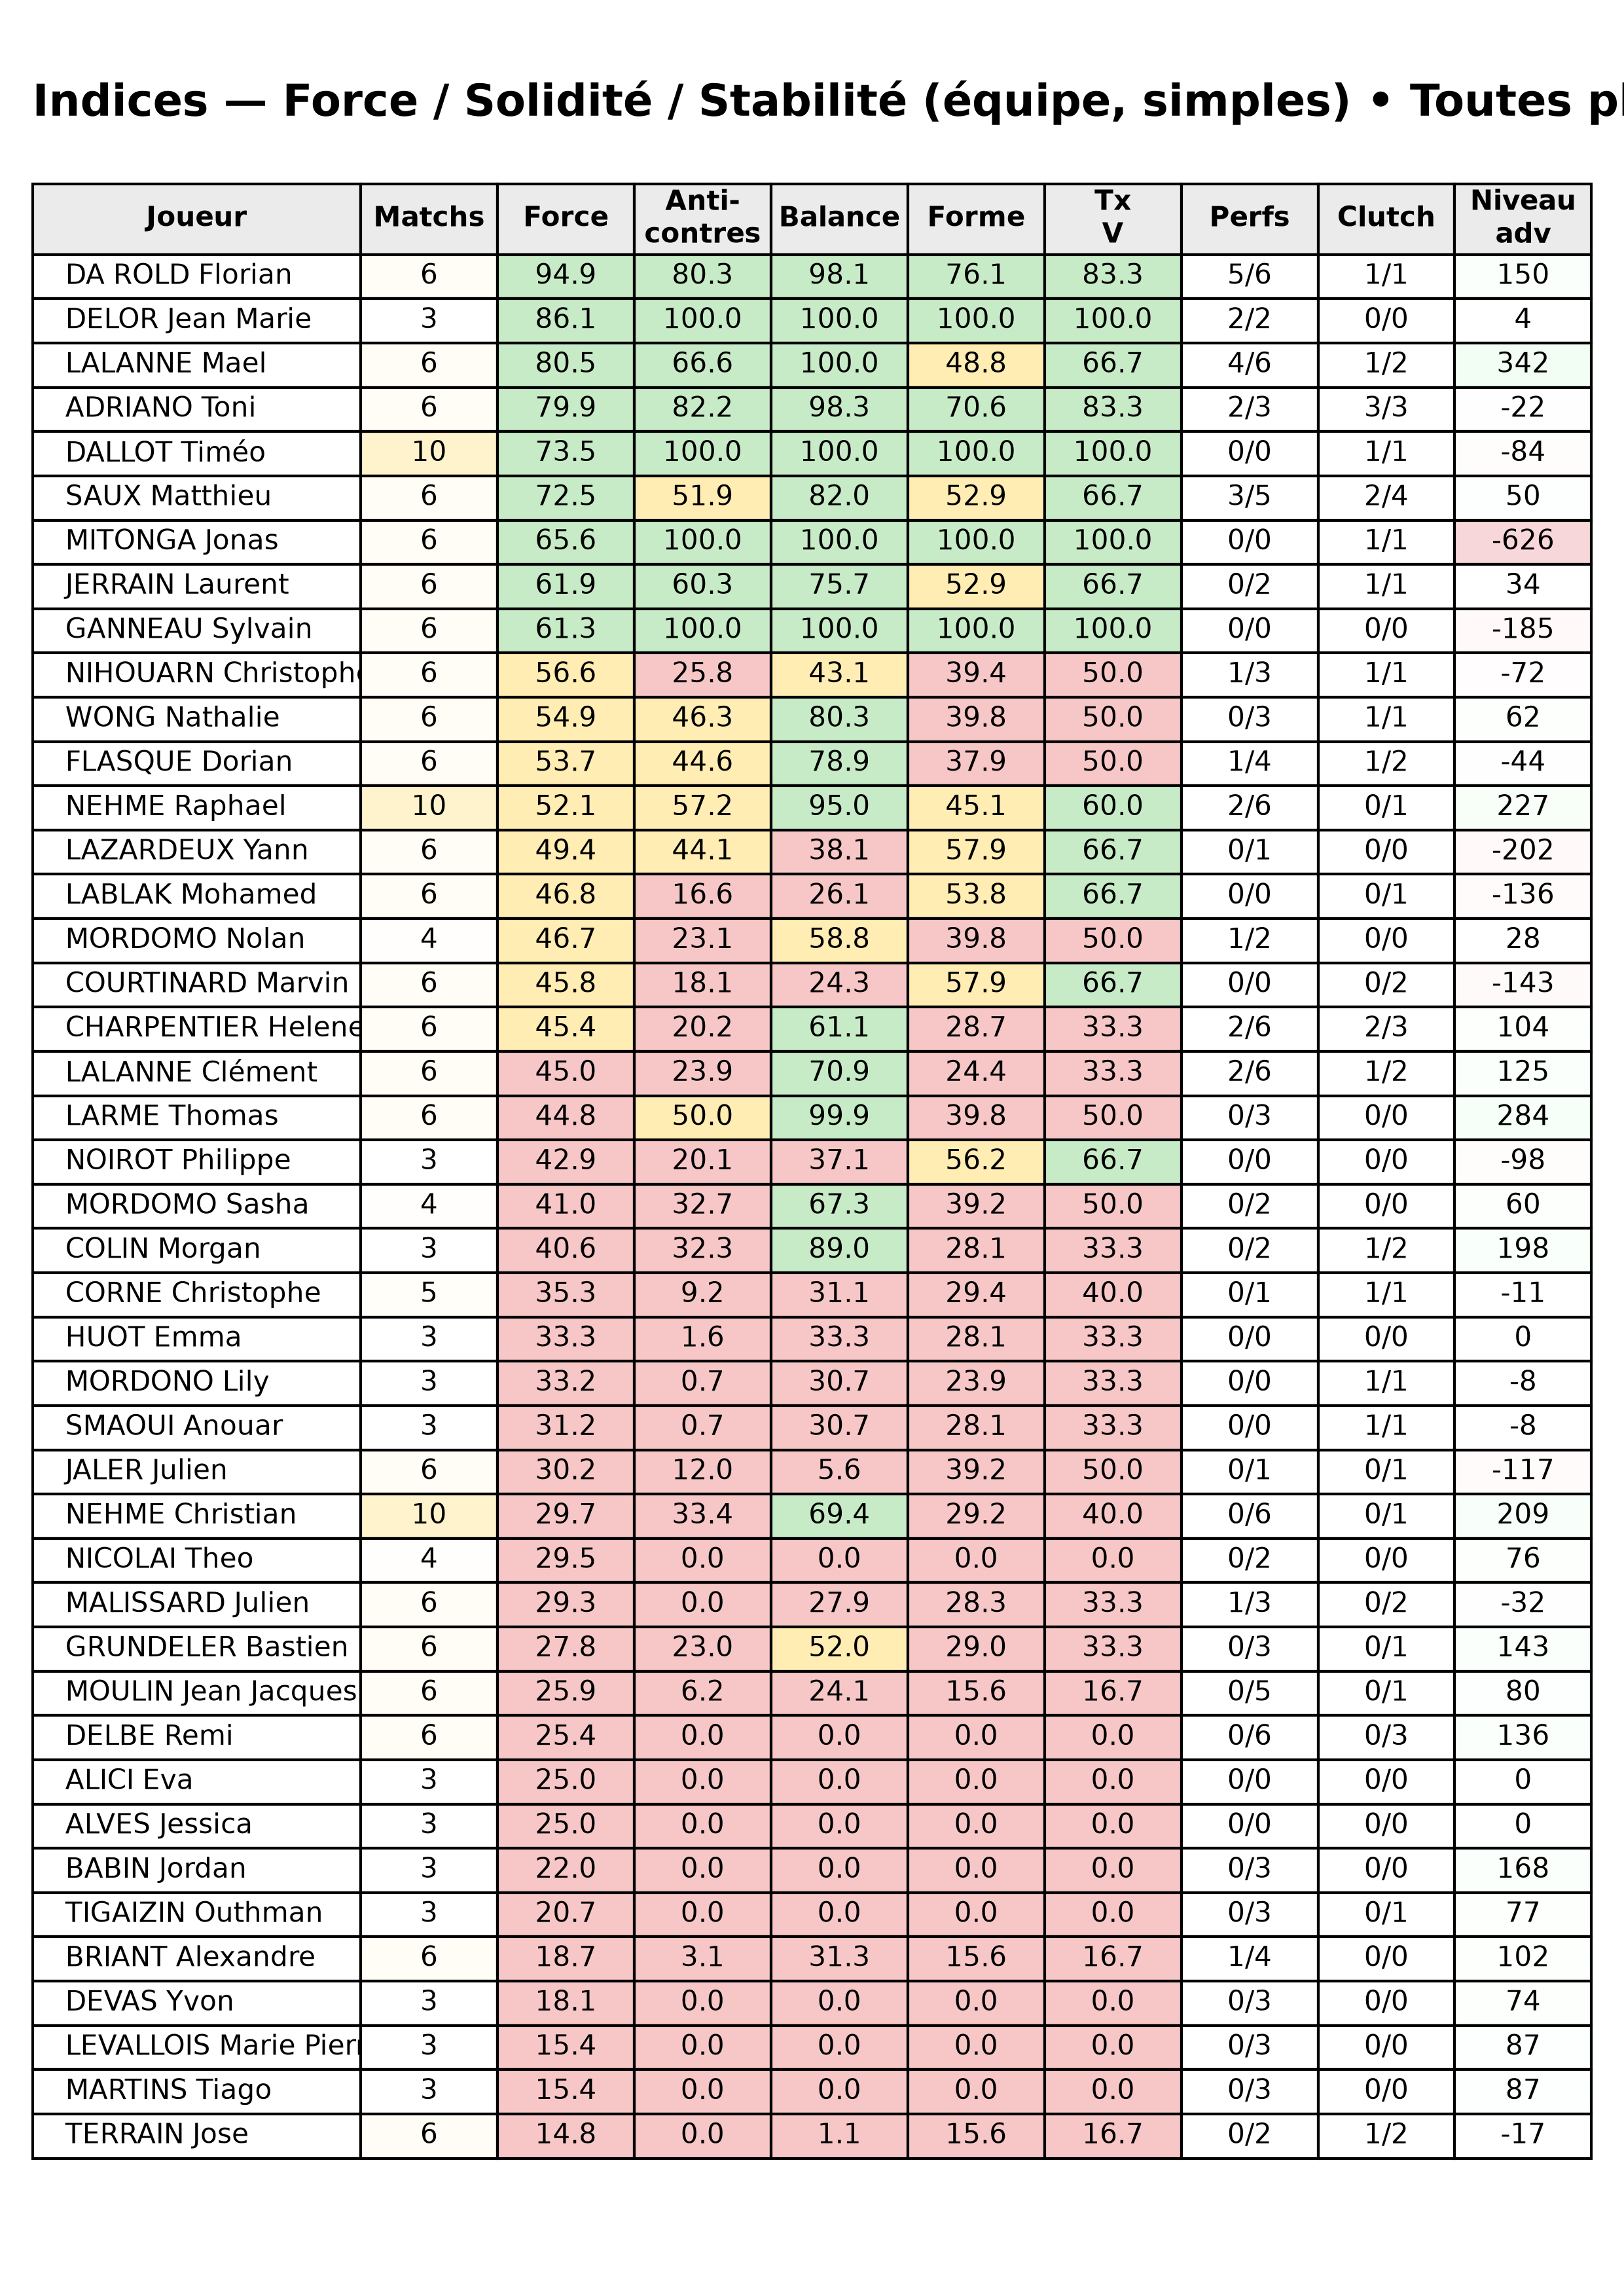 Indices — Force / Solidité / Stabilité (équipe, simples) • Toutes
Joueur Matchs Force Anti-contres Balance Forme Tx V Perfs Clutch Niveau adv
DA ROLD Florian 6 94.9 80.3 98.1 76.1 83.3 5/6 1/1 150
DELOR Jean Marie 3 86.1 100.0 100.0 100.0 100.0 2/2 0/0 4
LALANNE Mael 6 80.5 66.6 100.0 48.8 66.7 4/6 1/2 342
ADRIANO Toni 6 79.9 82.2 98.3 70.6 83.3 2/3 3/3 -22
DALLOT Timéo 10 73.5 100.0 100.0 100.0 100.0 0/0 1/1 -84
SAUX Matthieu 6 72.5 51.9 82.0 52.9 66.7 3/5 2/4 50
MITONGA Jonas 6 65.6 100.0 100.0 100.0 100.0 0/0 1/1 -626
JERRAIN Laurent 6 61.9 60.3 75.7 52.9 66.7 0/2 1/1 34
GANNEAU Sylvain 6 61.3 100.0 100.0 100.0 100.0 0/0 0/0 -185
NIHOUARN Christophe 6 56.6 25.8 43.1 39.4 50.0 1/3 1/1 -72
WONG Nathalie 6 54.9 46.3 80.3 39.8 50.0 0/3 1/1 62
FLASQUE Dorian 6 53.7 44.6 78.9 37.9 50.0 1/4 1/2 -44
NEHME Raphael 10 52.1 57.2 95.0 45.1 60.0 2/6 0/1 227
LAZARDEUX Yann 6 49.4 44.1 38.1 57.9 66.7 0/1 0/0 -202
LABLAK Mohamed 6 46.8 16.6 26.1 53.8 66.7 0/0 0/1 -136
MORDOMO Nolan 4 46.7 23.1 58.8 39.8 50.0 1/2 0/0 28
COURTINARD Marvin 6 45.8 18.1 24.3 57.9 66.7 0/0 0/2 -143
CHARPENTIER Helene 6 45.4 20.2 61.1 28.7 33.3 2/6 2/3 104
LALANNE Clément 6 45.0 23.9 70.9 24.4 33.3 2/6 1/2 125
LARME Thomas 6 44.8 50.0 99.9 39.8 50.0 0/3 0/0 284
NOIROT Philippe 3 42.9 20.1 37.1 56.2 66.7 0/0 0/0 -98
MORDOMO Sasha 4 41.0 32.7 67.3 39.2 50.0 0/2 0/0 60
COLIN Morgan 3 40.6 32.3 89.0 28.1 33.3 0/2 1/2 198
CORNE Christophe 5 35.3 9.2 31.1 29.4 40.0 0/1 1/1 -11
HUOT Emma 3 33.3 1.6 33.3 28.1 33.3 0/0 0/0 0
MORDONO Lily 3 33.2 0.7 30.7 23.9 33.3 0/0 1/1 -8
SMAOUI Anouar 3 31.2 0.7 30.7 28.1 33.3 0/0 1/1 -8
JALER Julien 6 30.2 12.0 5.6 39.2 50.0 0/1 0/1 -117
NEHME Christian 10 29.7 33.4 69.4 29.2 40.0 0/6 0/1 209
NICOLAI Theo 4 29.5 0.0 0.0 0.0 0.0 0/2 0/0 76
MALISSARD Julien 6 29.3 0.0 27.9 28.3 33.3 1/3 0/2 -32
GRUNDELER Bastien 6 27.8 23.0 52.0 29.0 33.3 0/3 0/1 143
MOULIN Jean Jacques 6 25.9 6.2 24.1 15.6 16.7 0/5 0/1 80
DELBE Remi 6 25.4 0.0 0.0 0.0 0.0 0/6 0/3 136
ALICI Eva 3 25.0 0.0 0.0 0.0 0.0 0/0 0/0 0
ALVES Jessica 3 25.0 0.0 0.0 0.0 0.0 0/0 0/0 0
BABIN Jordan 3 22.0 0.0 0.0 0.0 0.0 0/3 0/0 168
TIGAIZIN Outhman 3 20.7 0.0 0.0 0.0 0.0 0/3 0/1 77
BRIANT Alexandre 6 18.7 3.1 31.3 15.6 16.7 1/4 0/0 102
DEVAS Yvon 3 18.1 0.0 0.0 0.0 0.0 0/3 0/0 74
LEVALLOIS Marie 3 15.4 0.0 0.0 0.0 0.0 0/3 0/0 87
MARTINS Tiago 3 15.4 0.0 0.0 0.0 0.0 0/3 0/0 87
TERRAIN Jose 6 14.8 0.0 1.1 15.6 16.7 0/2 1/2 -17